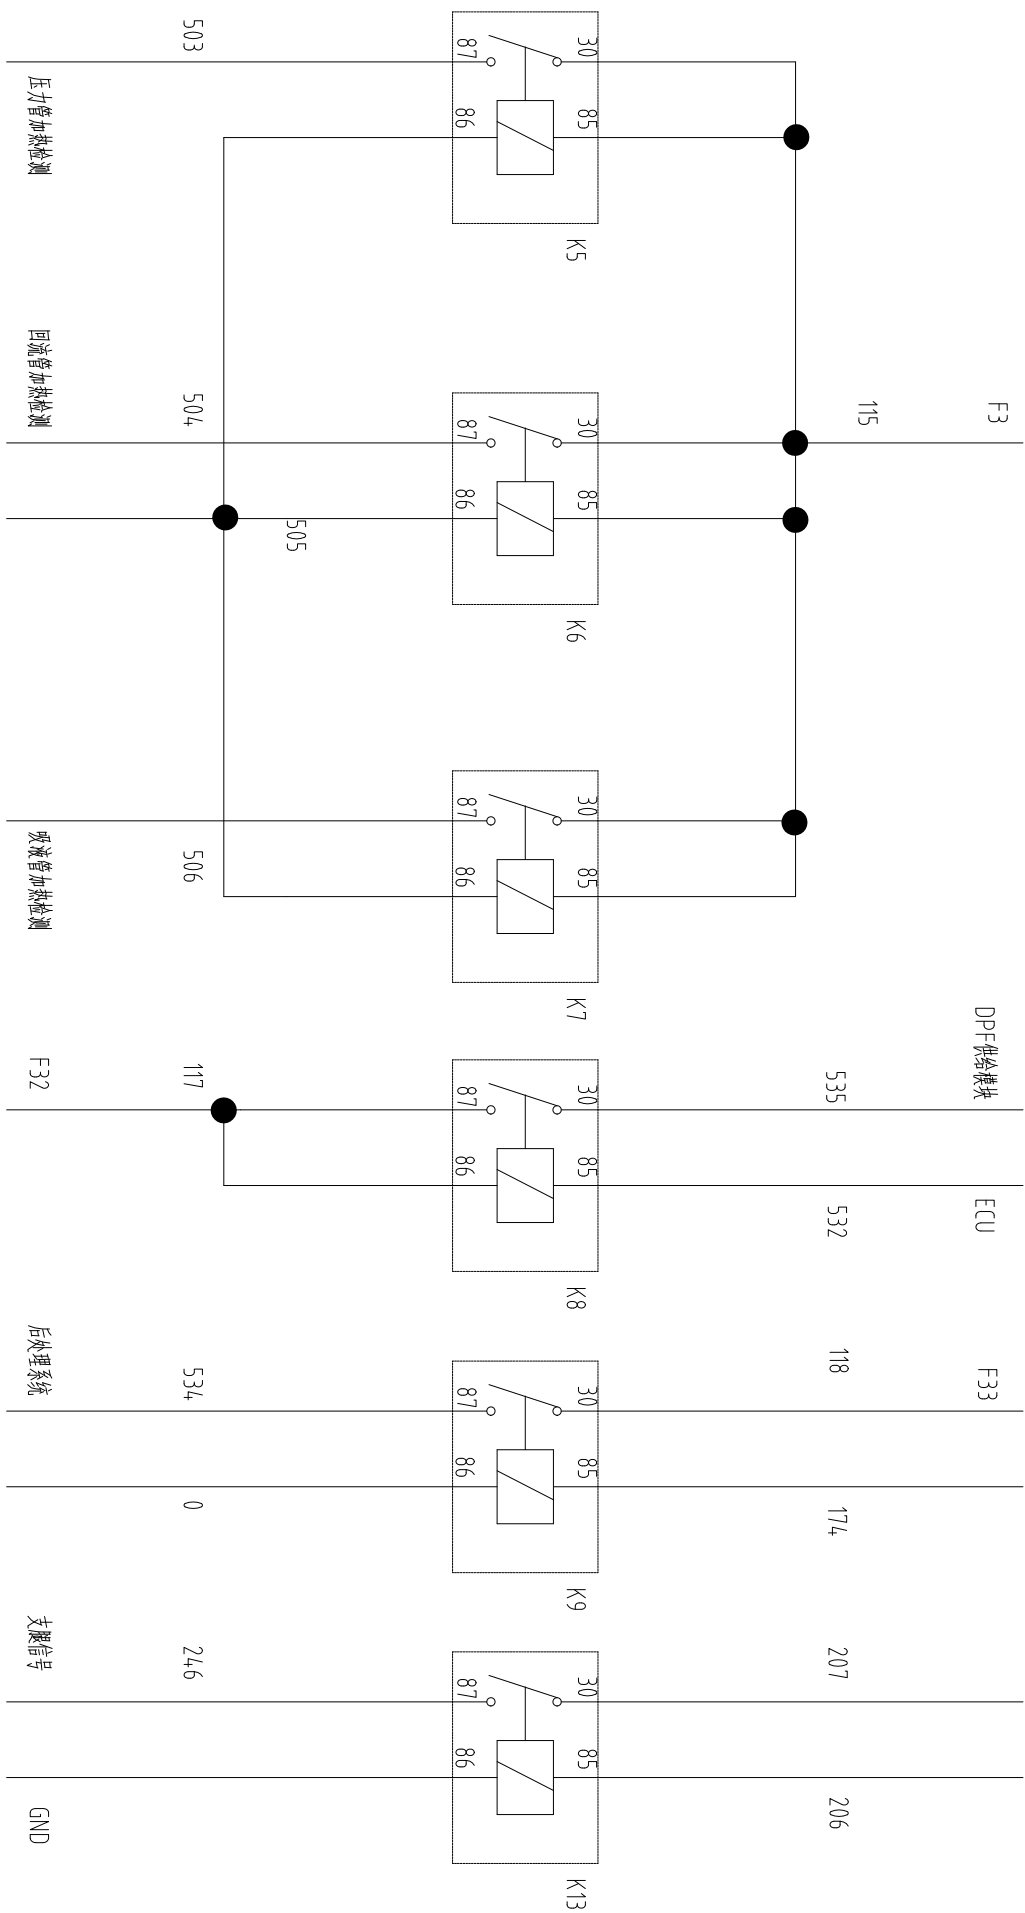 503
87
30
86
85
压力管加热检测
K5
回流管加热检测
504
87
30
115
F3
86
85
505
K6
87
30
吸液管加热检测
506
86
85
K7
F32
117
87
30
535
DPF供给模块
86
85
532
ECU
K8
后处理系统
534
87
30
118
F33
0
86
85
174
K9
支腿信号
246
87
30
207
GND
86
85
206
K13